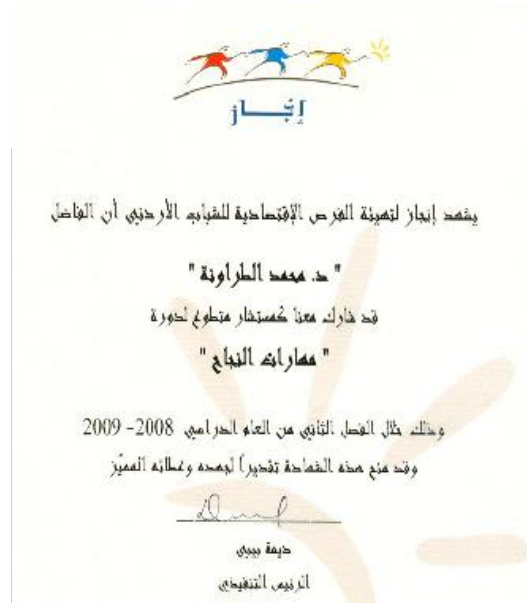 إنجاز
يشهد إنجاز لتهيئة الفرص الإقتصادية للشباب الأردني أن الفاضل
" د. محمد الطراونة "
قد شارك معنا كمستشار متطوع لدورة
" مهارات النجاح "
وذلك خلال الفصل الثاني من العام الدراسي 2008- 2009
وقد منح هذه الشهادة تقديراً لجهده وعطائه المميّز
ديمة بيبي
الرئيس التنفيذي